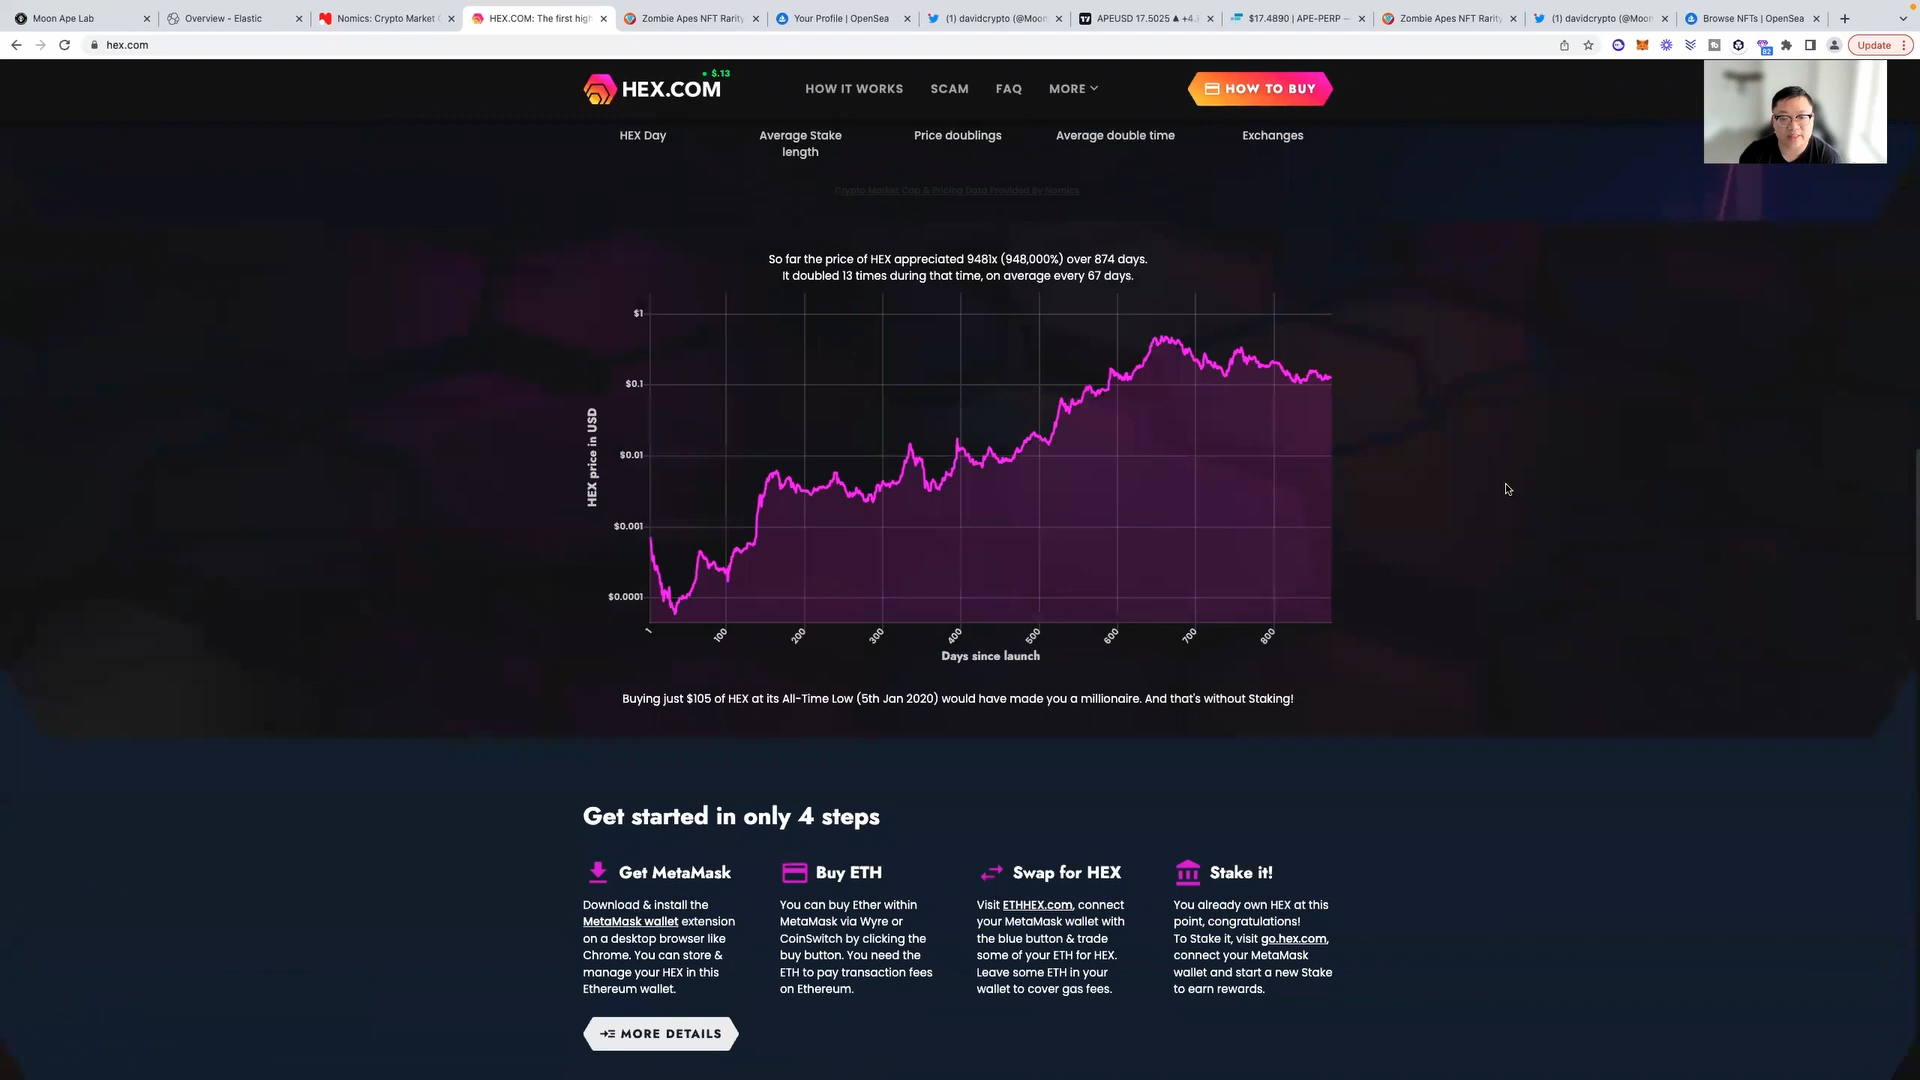 Moon Ape Lab
Overview - Elastic
Nomics: Crypto Market C
HEX.COM: The first high
Zombie Apes NFT Rarity
Your Profile | OpenSea
(1) davidcrypto (@Moon
APEUSD 17.5025 ▲ +4.
$17.4890 | APE-PERP —
Zombie Apes NFT Rarity
(1) davidcrypto (@Moon
Browse NFTs | OpenSea
hex.com
82
Update
$.13
HEX.COM
HOW IT WORKS
SCAM
FAQ
MORE
HOW TO BUY
HEX Day
Average Stake
length
Price doublings
Average double time
Exchanges
Crypto Market Cap & Pricing Data Provided By Nomics
So far the price of HEX appreciated 9481x (948,000%) over 874 days.
It doubled 13 times during that time, on average every 67 days.
$1
$0.1
$0.01
$0.001
$0.0001
HEX price in USD
1 100 200 300 400 500 600 700 800
Days since launch
Buying just $105 of HEX at its All-Time Low (5th Jan 2020) would have made you a millionaire. And that's without Staking!
Get started in only 4 steps
Get MetaMask
Download & install the
MetaMask wallet extension
on a desktop browser like
Chrome. You can store &
manage your HEX in this
Ethereum wallet.
Buy ETH
You can buy Ether within
MetaMask via Wyre or
CoinSwitch by clicking the
buy button. You need the
ETH to pay transaction fees
on Ethereum.
Swap for HEX
Visit ETHHEX.com, connect
your MetaMask wallet with
the blue button & trade
some of your ETH for HEX.
Leave some ETH in your
wallet to cover gas fees.
Stake it!
You already own HEX at this
point, congratulations!
To Stake it, visit go.hex.com,
connect your MetaMask
wallet and start a new Stake
to earn rewards.
MORE DETAILS